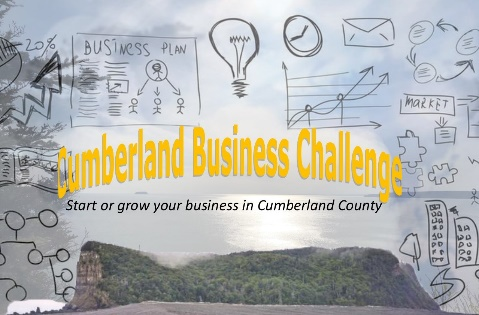 -20%
BUSINESS PLAN
MARKET
Cumberland Business Challenge
Start or grow your business in Cumberland County